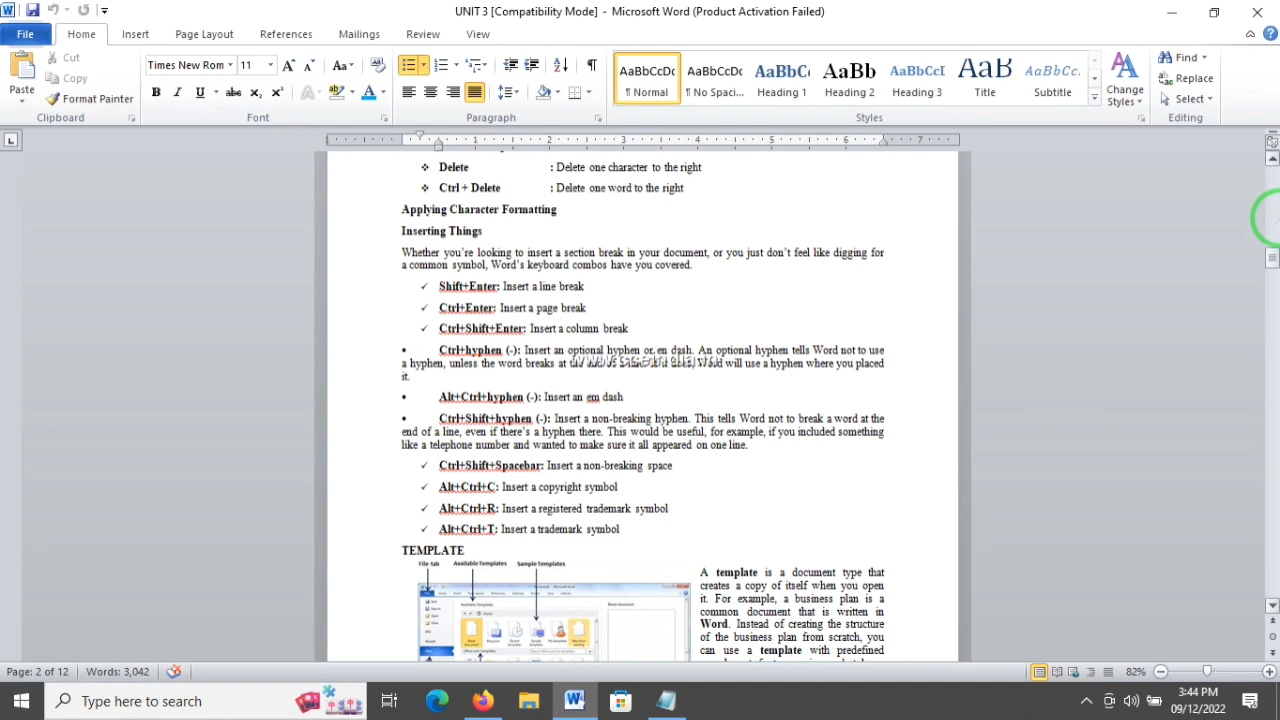 UNIT 3 [Compatibility Mode] - Microsoft Word (Product Activation Failed)
File Home Insert Page Layout References Mailings Review View
Paste
Cut
Copy
Format Painter
Clipboard
Times New Rom 11
Font
Paragraph
AaBbCcDc AaBbCcDc AaBbC AaBb AaBbCcI AaB AaBbCc
¶ Normal ¶ No Spaci... Heading 1 Heading 2 Heading 3 Title Subtitle
Change
Styles
Styles
Find
Replace
Select
Editing
1 1 2 3 4 5 6 7
Delete : Delete one character to the right
Ctrl + Delete : Delete one word to the right
Applying Character Formatting
Inserting Things
Whether you're looking to insert a section break in your document, or you just don't feel like digging for
a common symbol, Word's keyboard combos have you covered.
✓ Shift+Enter: Insert a line break
✓ Ctrl+Enter: Insert a page break
✓ Ctrl+Shift+Enter: Insert a column break
• Ctrl+hyphen (-): Insert an optional hyphen or en dash. An optional hyphen tells Word not to use
a hyphen, unless the word breaks at the end of a line. If it does, Word will use a hyphen where you placed
it.
• Alt+Ctrl+hyphen (-): Insert an em dash
• Ctrl+Shift+hyphen (-): Insert a non-breaking hyphen. This tells Word not to break a word at the
end of a line, even if there's a hyphen there. This would be useful, for example, if you included something
like a telephone number and wanted to make sure it all appeared on one line.
✓ Ctrl+Shift+Spacebar: Insert a non-breaking space
✓ Alt+Ctrl+C: Insert a copyright symbol
✓ Alt+Ctrl+R: Insert a registered trademark symbol
✓ Alt+Ctrl+T: Insert a trademark symbol
TEMPLATE
File tab Available Templates Sample Templates
A template is a document type that
creates a copy of itself when you open
it. For example, a business plan is a
common document that is written in
Word. Instead of creating the structure
of the business plan from scratch, you
can use a template with predefined
Page: 2 of 12 Words: 3,042 82%
Type here to search
3:44 PM
09/12/2022